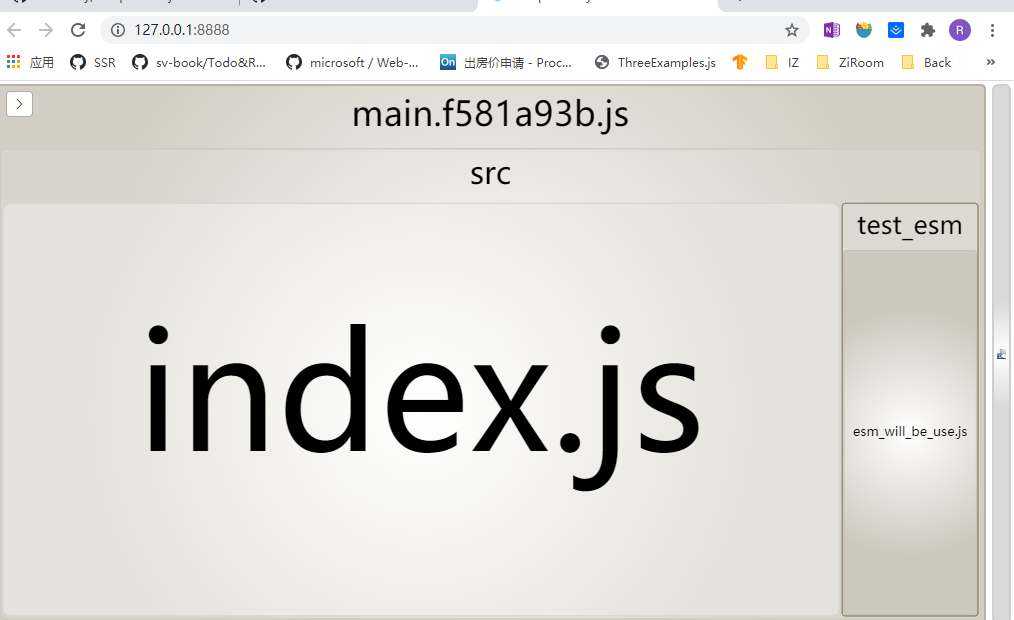 127.0.0.1:8888
应用 SSR sv-book/Todo&R... microsoft / Web-... On 出房价申请 - Proc... ThreeExamples.js IZ ZiRoom Back »
main.f581a93b.js
src
index.js
test_esm
esm_will_be_use.js